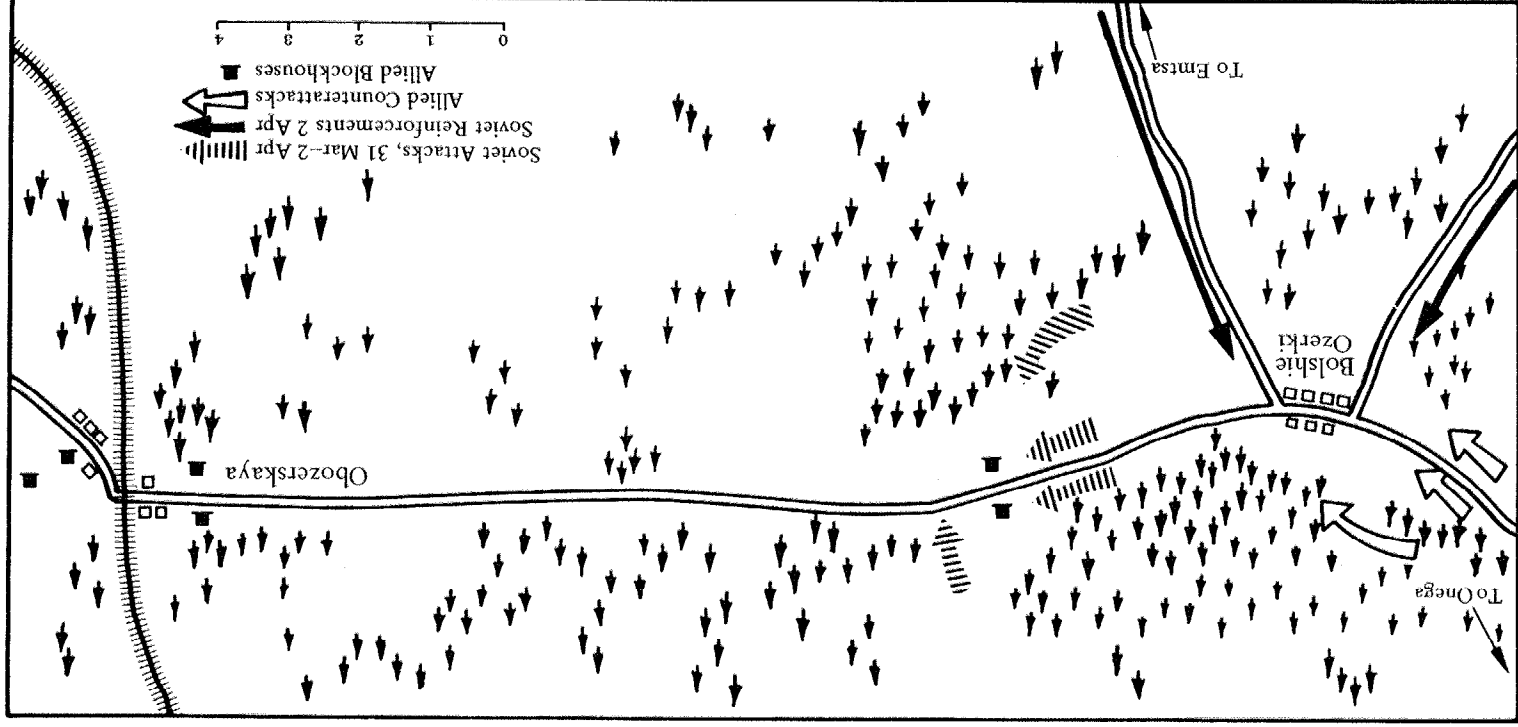 To Onega
Obozerskaya
Bolshie
Ozerki
Soviet Attacks, 31 Mar–2 Apr
Soviet Reinforcements 2 Apr
Allied Counterattacks
Allied Blockhouses
To Emtsa
0 1 2 3 4